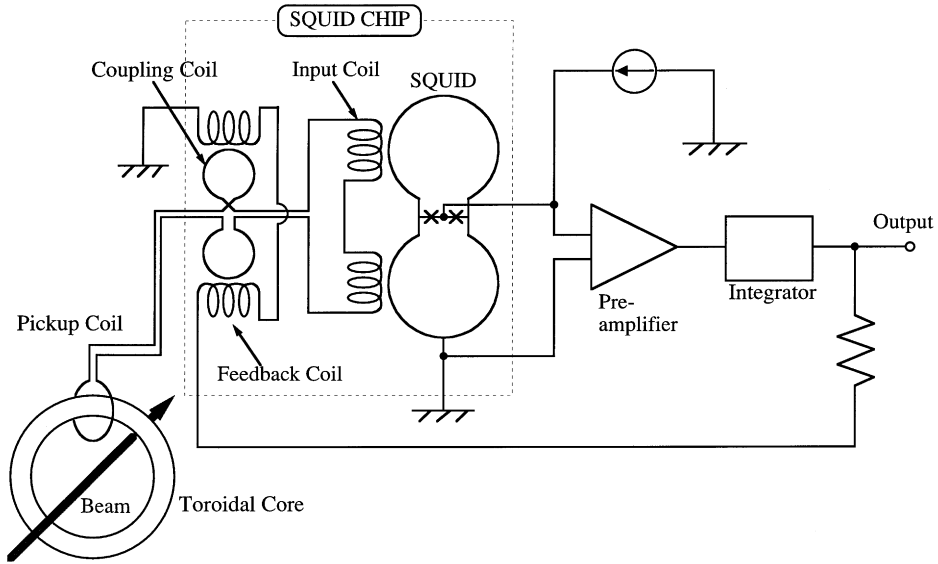 SQUID CHIP
Coupling Coil
Input Coil
SQUID
Output
Pre-
amplifier
Integrator
Pickup Coil
Feedback Coil
Beam
Toroidal Core